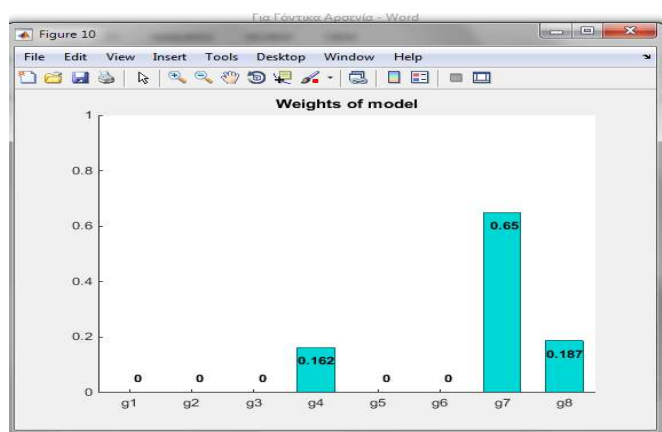 Για Γόντικα Αρσενία - Word
Figure 10
File Edit View Insert Tools Desktop Window Help
Weights of model
1
0.8
0.6
0.4
0.2
0
0 0 0 0.162 0 0 0.65 0.187
g1 g2 g3 g4 g5 g6 g7 g8